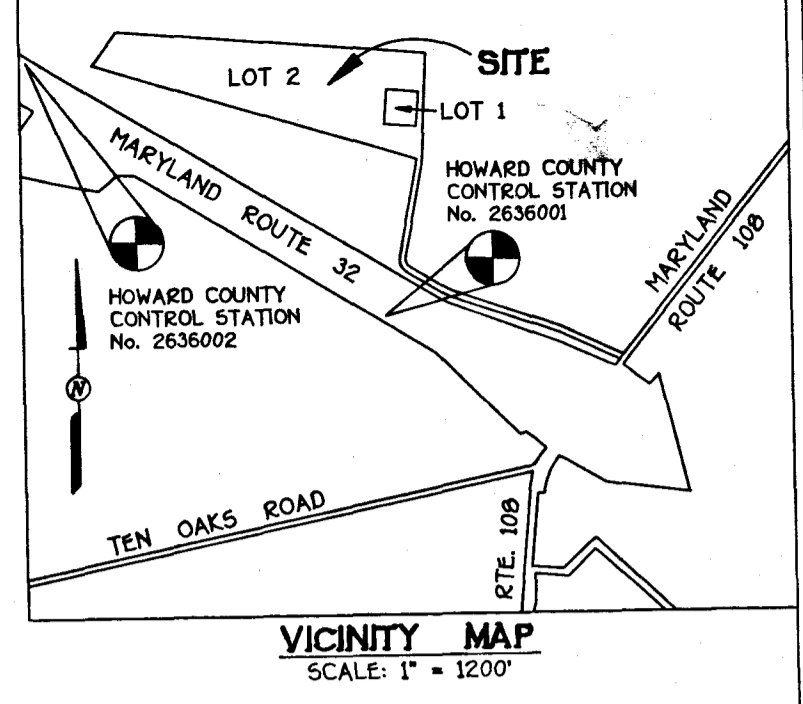 SITE
LOT 2
LOT 1
MARYLAND ROUTE 32
HOWARD COUNTY
CONTROL STATION
No. 2636001
MARYLAND
ROUTE 108
HOWARD COUNTY
CONTROL STATION
No. 2636002
N
TEN OAKS ROAD
RTE. 108
VICINITY MAP
SCALE: 1" = 1200'